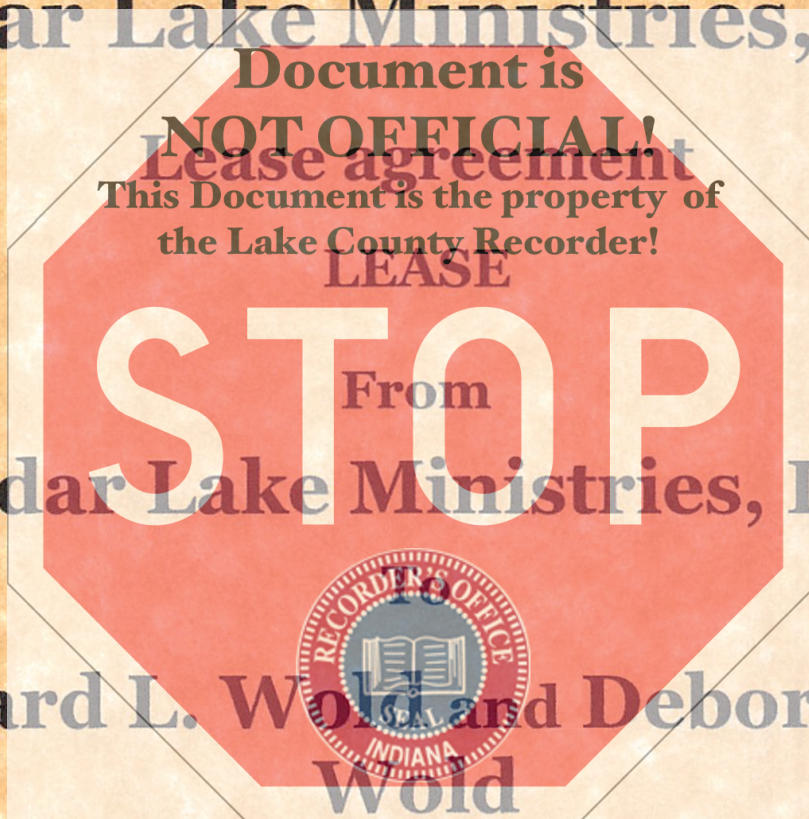 ar Lake Ministries,
Document is
NOT OFFICIAL!
Lease agreement
This Document is the property of
the Lake County Recorder!
LEASE
STOP
From
dar Lake Ministries,
To
RECORDER'S OFFICE
SEAL
INDIANA
ard L. Wold and Debor
Wold